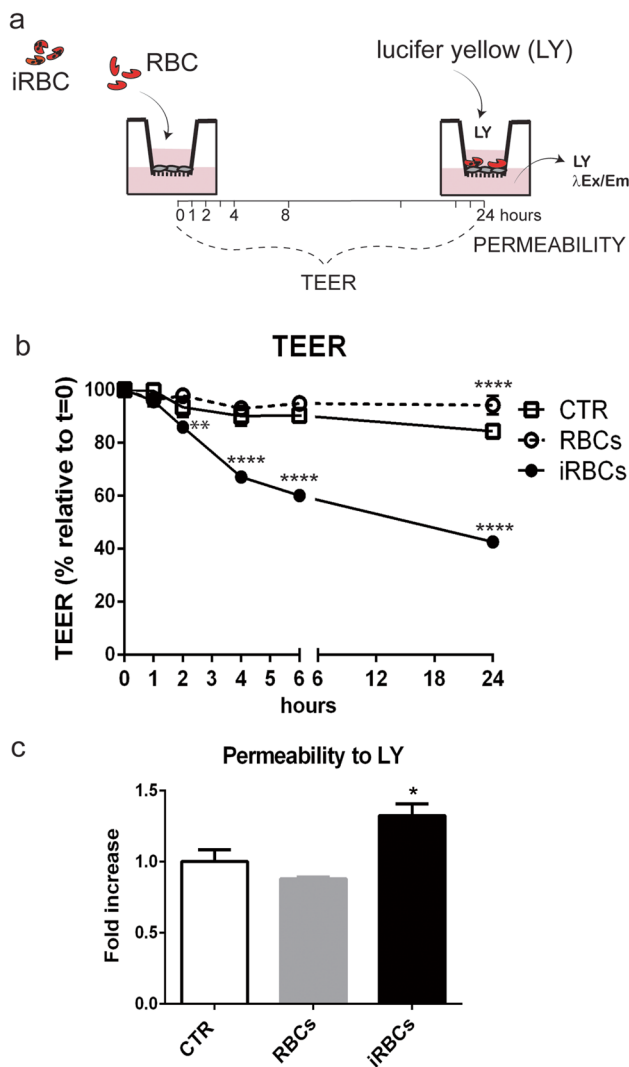 a
iRBC
RBC
lucifer yellow (LY)
LY
LY
λEx/Em
0 1 2 4 8 24 hours
PERMEABILITY
TEER
b
TEER
TEER (% relative to t=0)
100
80
60
40
20
0
**
****
****
****
****
CTR
RBCs
iRBCs
0 1 2 3 4 5 6 6 12 18 24
hours
c
Permeability to LY
Fold increase
1.5
1.0
0.5
0.0
*
CTR
RBCs
iRBCs